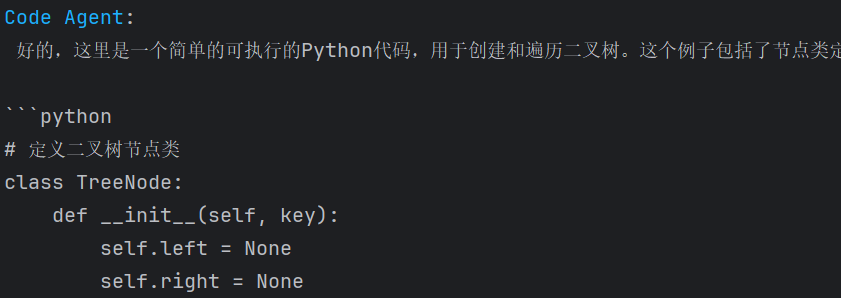 Code Agent:
 好的，这里是一个简单的可执行的Python代码，用于创建和遍历二叉树。这个例子包括了节点类定

```python
# 定义二叉树节点类
class TreeNode:
    def __init__(self, key):
        self.left = None
        self.right = None